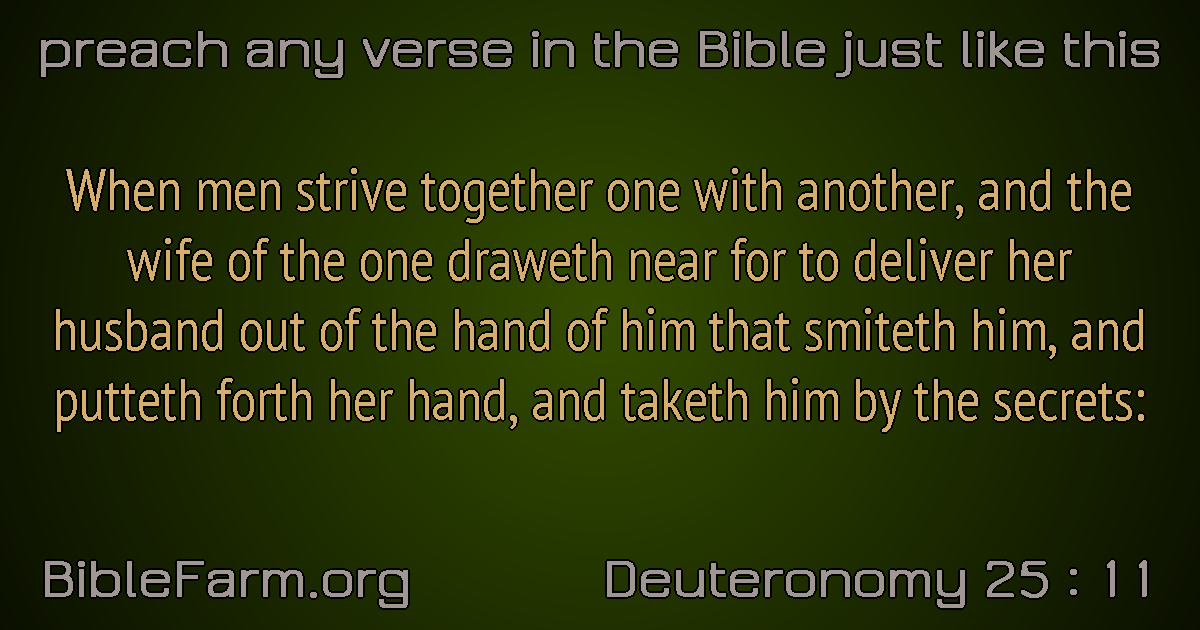 preach any verse in the Bible just like this
When men strive together one with another, and the
wife of the one draweth near for to deliver her
husband out of the hand of him that smiteth him, and
putteth forth her hand, and taketh him by the secrets:
BibleFarm.org
Deuteronomy 25 : 11